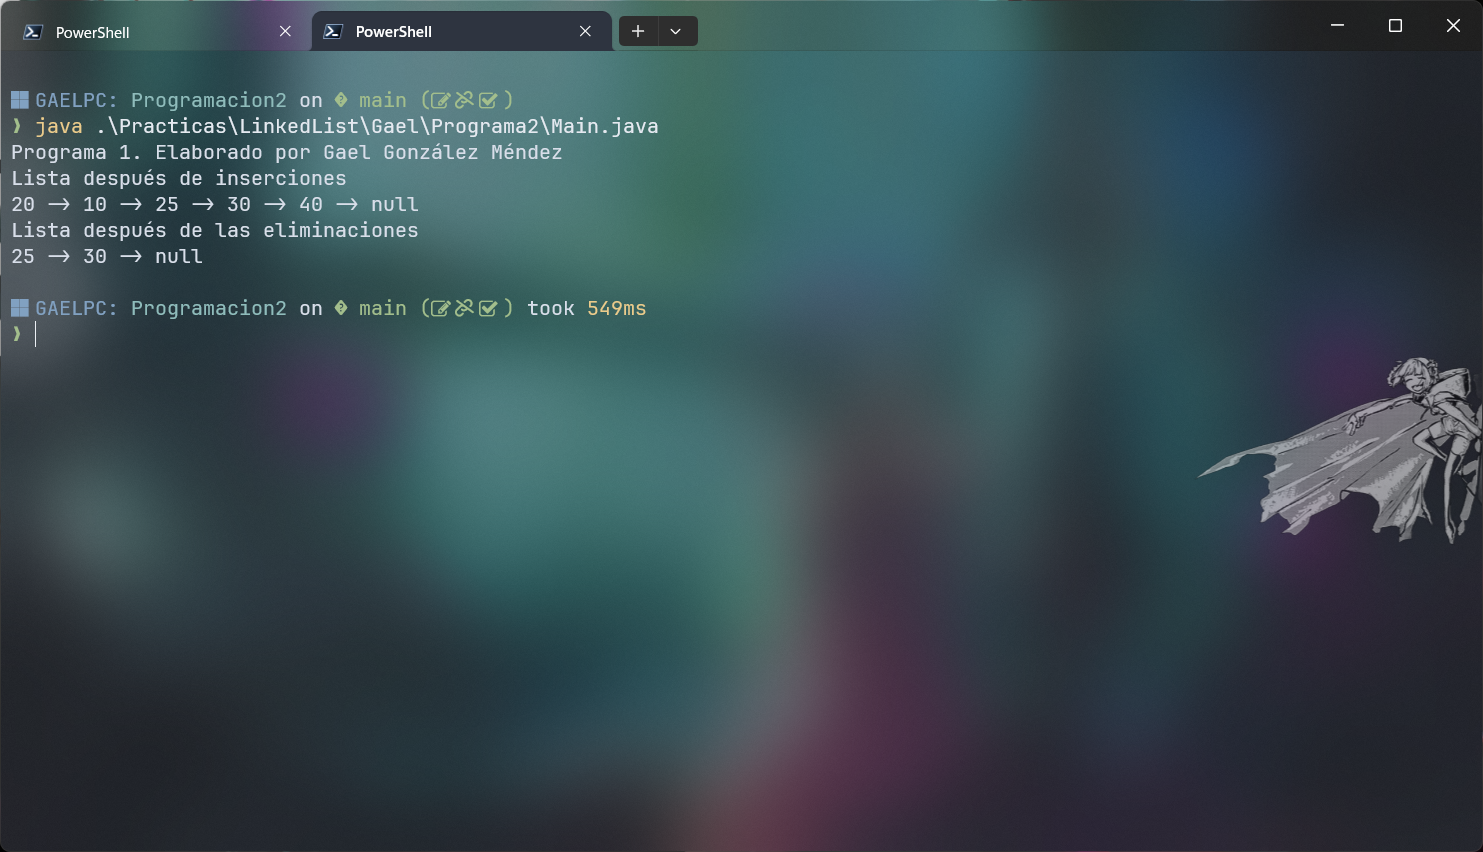 PowerShell
PowerShell
GAELPC: Programacion2 on � main ()
❯ java .\Practicas\LinkedList\Gael\Programa2\Main.java
Programa 1. Elaborado por Gael González Méndez
Lista después de inserciones
20 -> 10 -> 25 -> 30 -> 40 -> null
Lista después de las eliminaciones
25 -> 30 -> null
GAELPC: Programacion2 on � main () took 549ms
❯